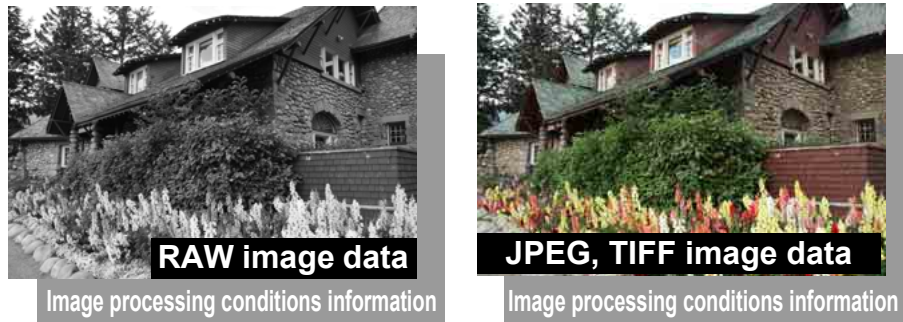 RAW image data
Image processing conditions information
JPEG, TIFF image data
Image processing conditions information